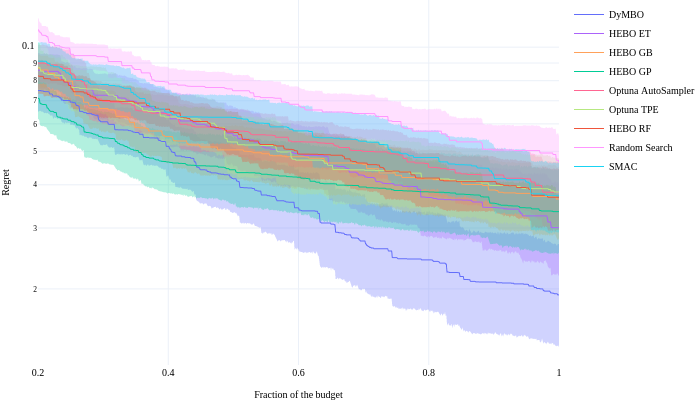 0.1
9
8
7
6
5
4
3
2
Regret
0.2
0.4
0.6
0.8
1
Fraction of the budget
DyMBO
HEBO ET
HEBO GB
HEBO GP
Optuna AutoSampler
Optuna TPE
HEBO RF
Random Search
SMAC